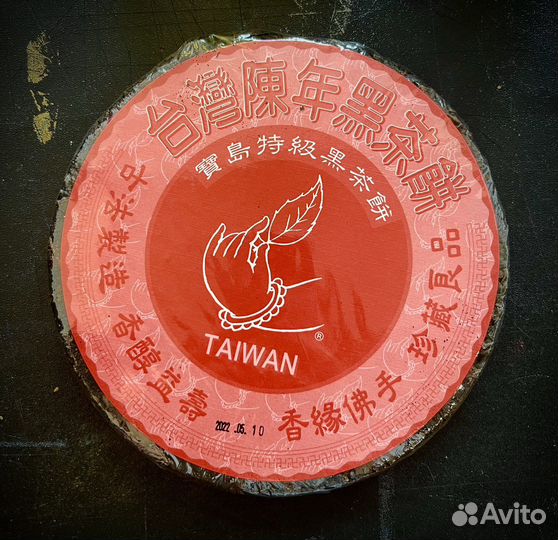 台灣陳年黑茶餅
寶島特級黑茶餅
TAIWAN
®
古法製造
香醇益壽
香緣佛手
珍藏良品
2022.05.10
Avito